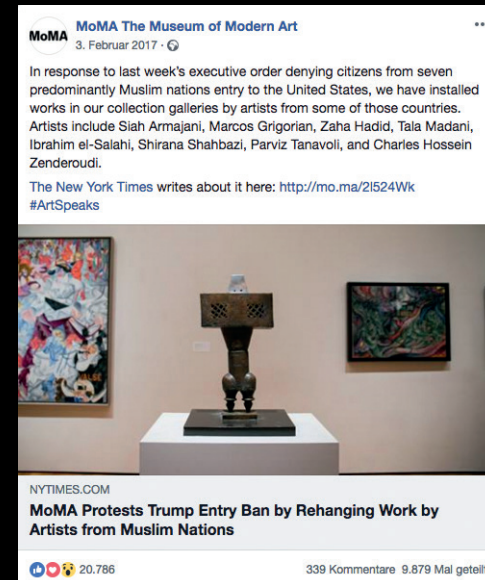 MoMA
MoMA The Museum of Modern Art
3. Februar 2017 ·
In response to last week's executive order denying citizens from seven
predominantly Muslim nations entry to the United States, we have installed
works in our collection galleries by artists from some of those countries.
Artists include Siah Armajani, Marcos Grigorian, Zaha Hadid, Tala Madani,
Ibrahim el-Salahi, Shirana Shahbazi, Parviz Tanavoli, and Charles Hossein
Zenderoudi.
The New York Times writes about it here: http://mo.ma/2l524Wk
#ArtSpeaks
NYTIMES.COM
MoMA Protests Trump Entry Ban by Rehanging Work by
Artists from Muslim Nations
20.786 339 Kommentare 9.879 Mal geteilt